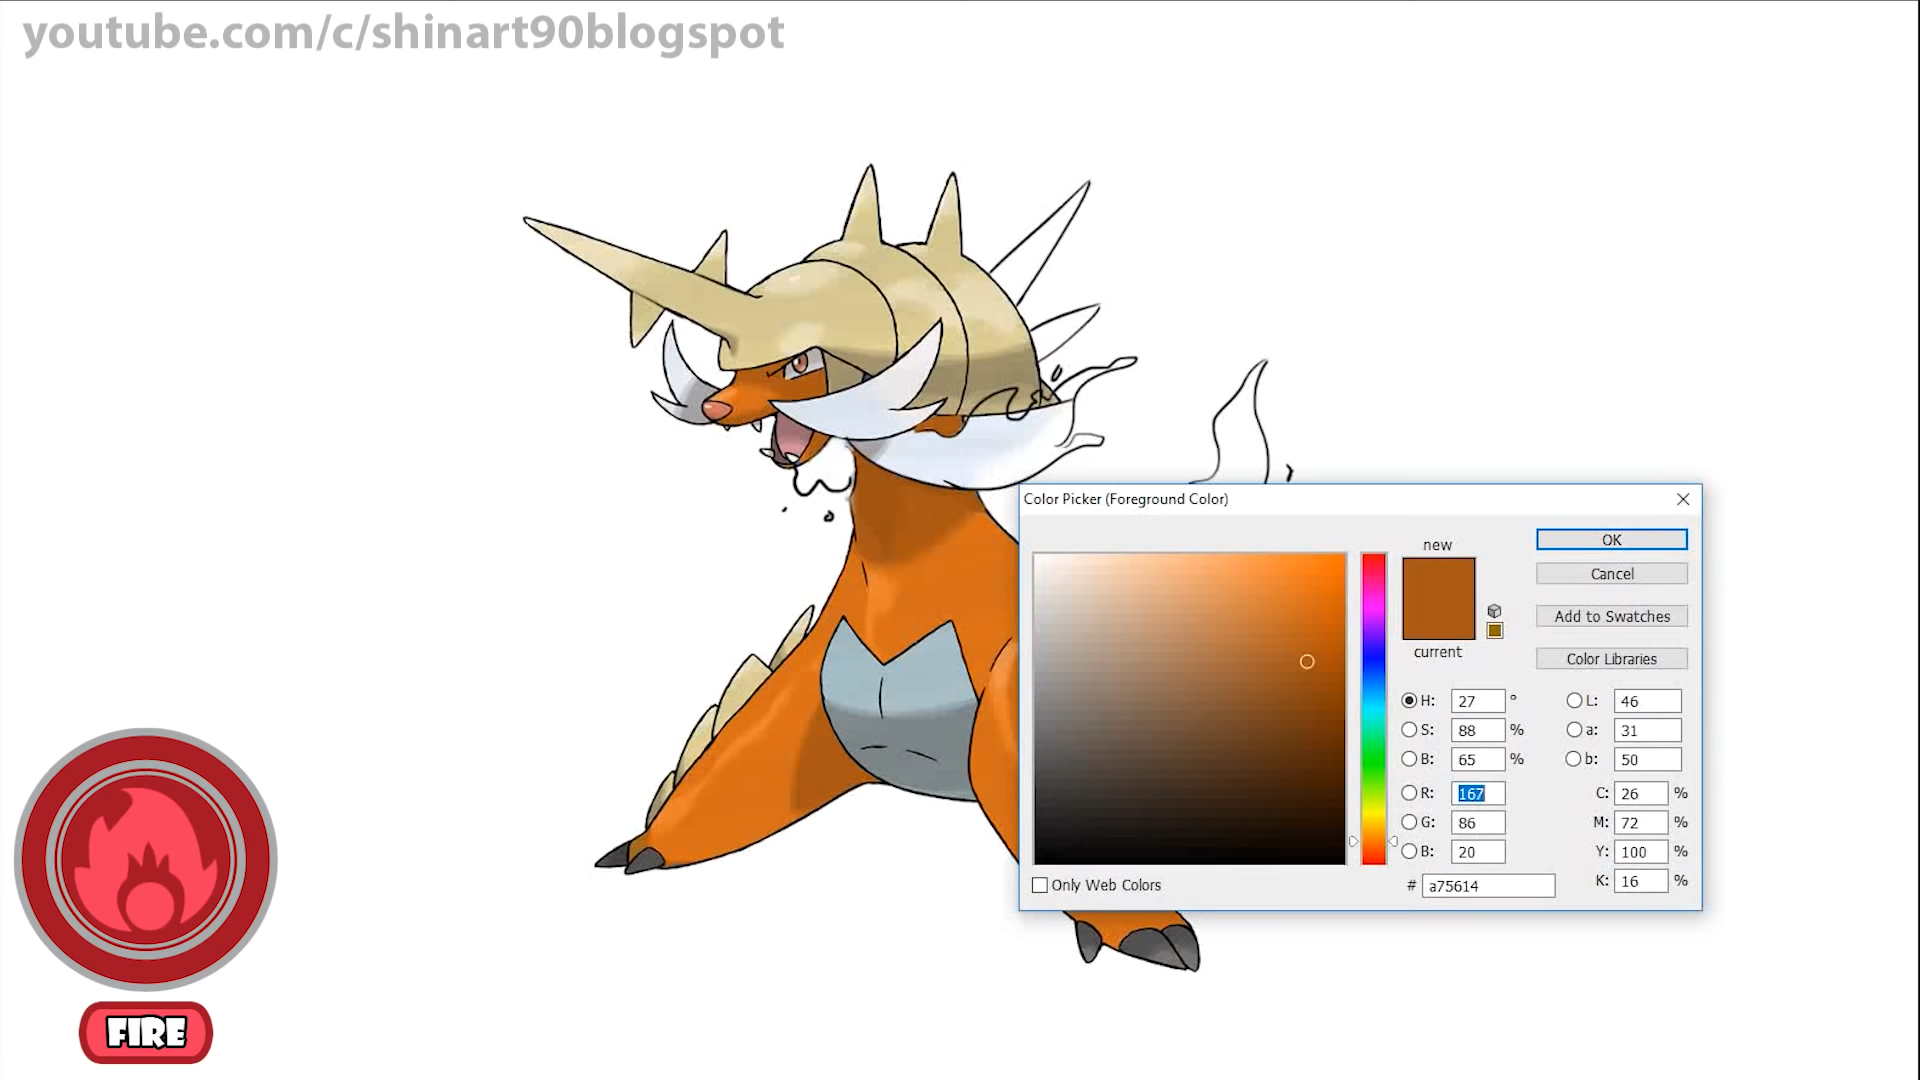 youtube.com/c/shinart90blogspot
Color Picker (Foreground Color)
new
current
OK
Cancel
Add to Swatches
Color Libraries
H: 27 °
S: 88 %
B: 65 %
R: 167
G: 86
B: 20
# a75614
L: 46
a: 31
b: 50
C: 26 %
M: 72 %
Y: 100 %
K: 16 %
Only Web Colors
FIRE